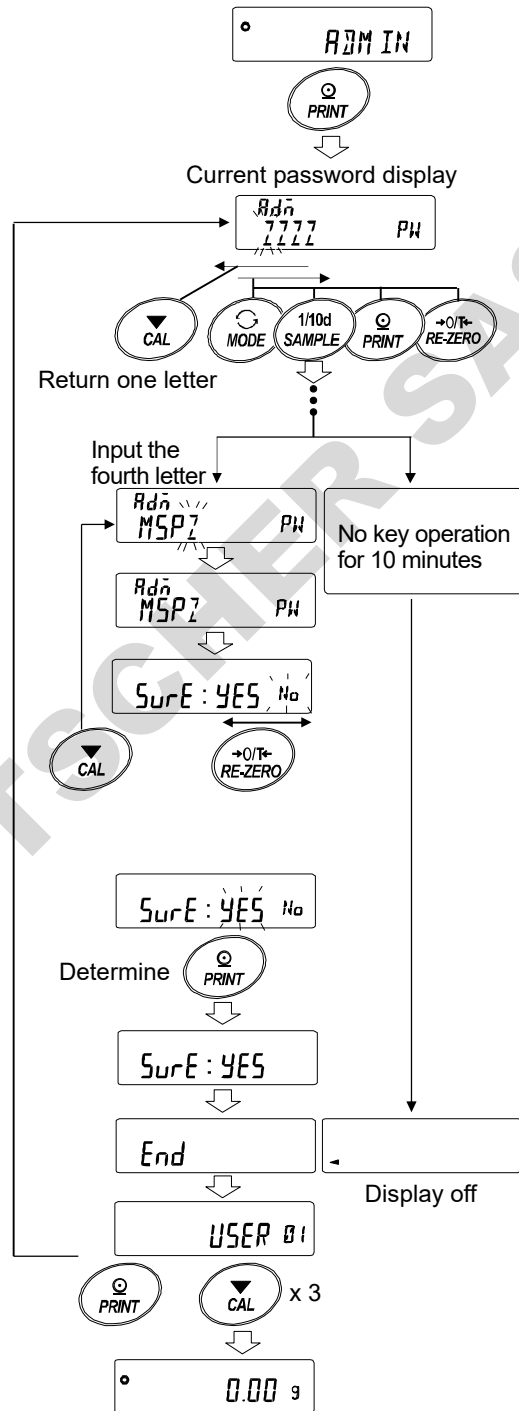 ADMIN
PRINT
Current password display
Adm
ZZZZ PW
CAL
MODE
1/10d
SAMPLE
PRINT
→0/T←
RE-ZERO
Return one letter
Input the
fourth letter
Adm
MSPZ PW
No key operation
for 10 minutes
Adm
MSPZ PW
SurE : YES No
CAL
→0/T←
RE-ZERO
SurE : YES No
Determine
PRINT
SurE : YES
End
Display off
USER 01
PRINT
CAL
x 3
0.00 g